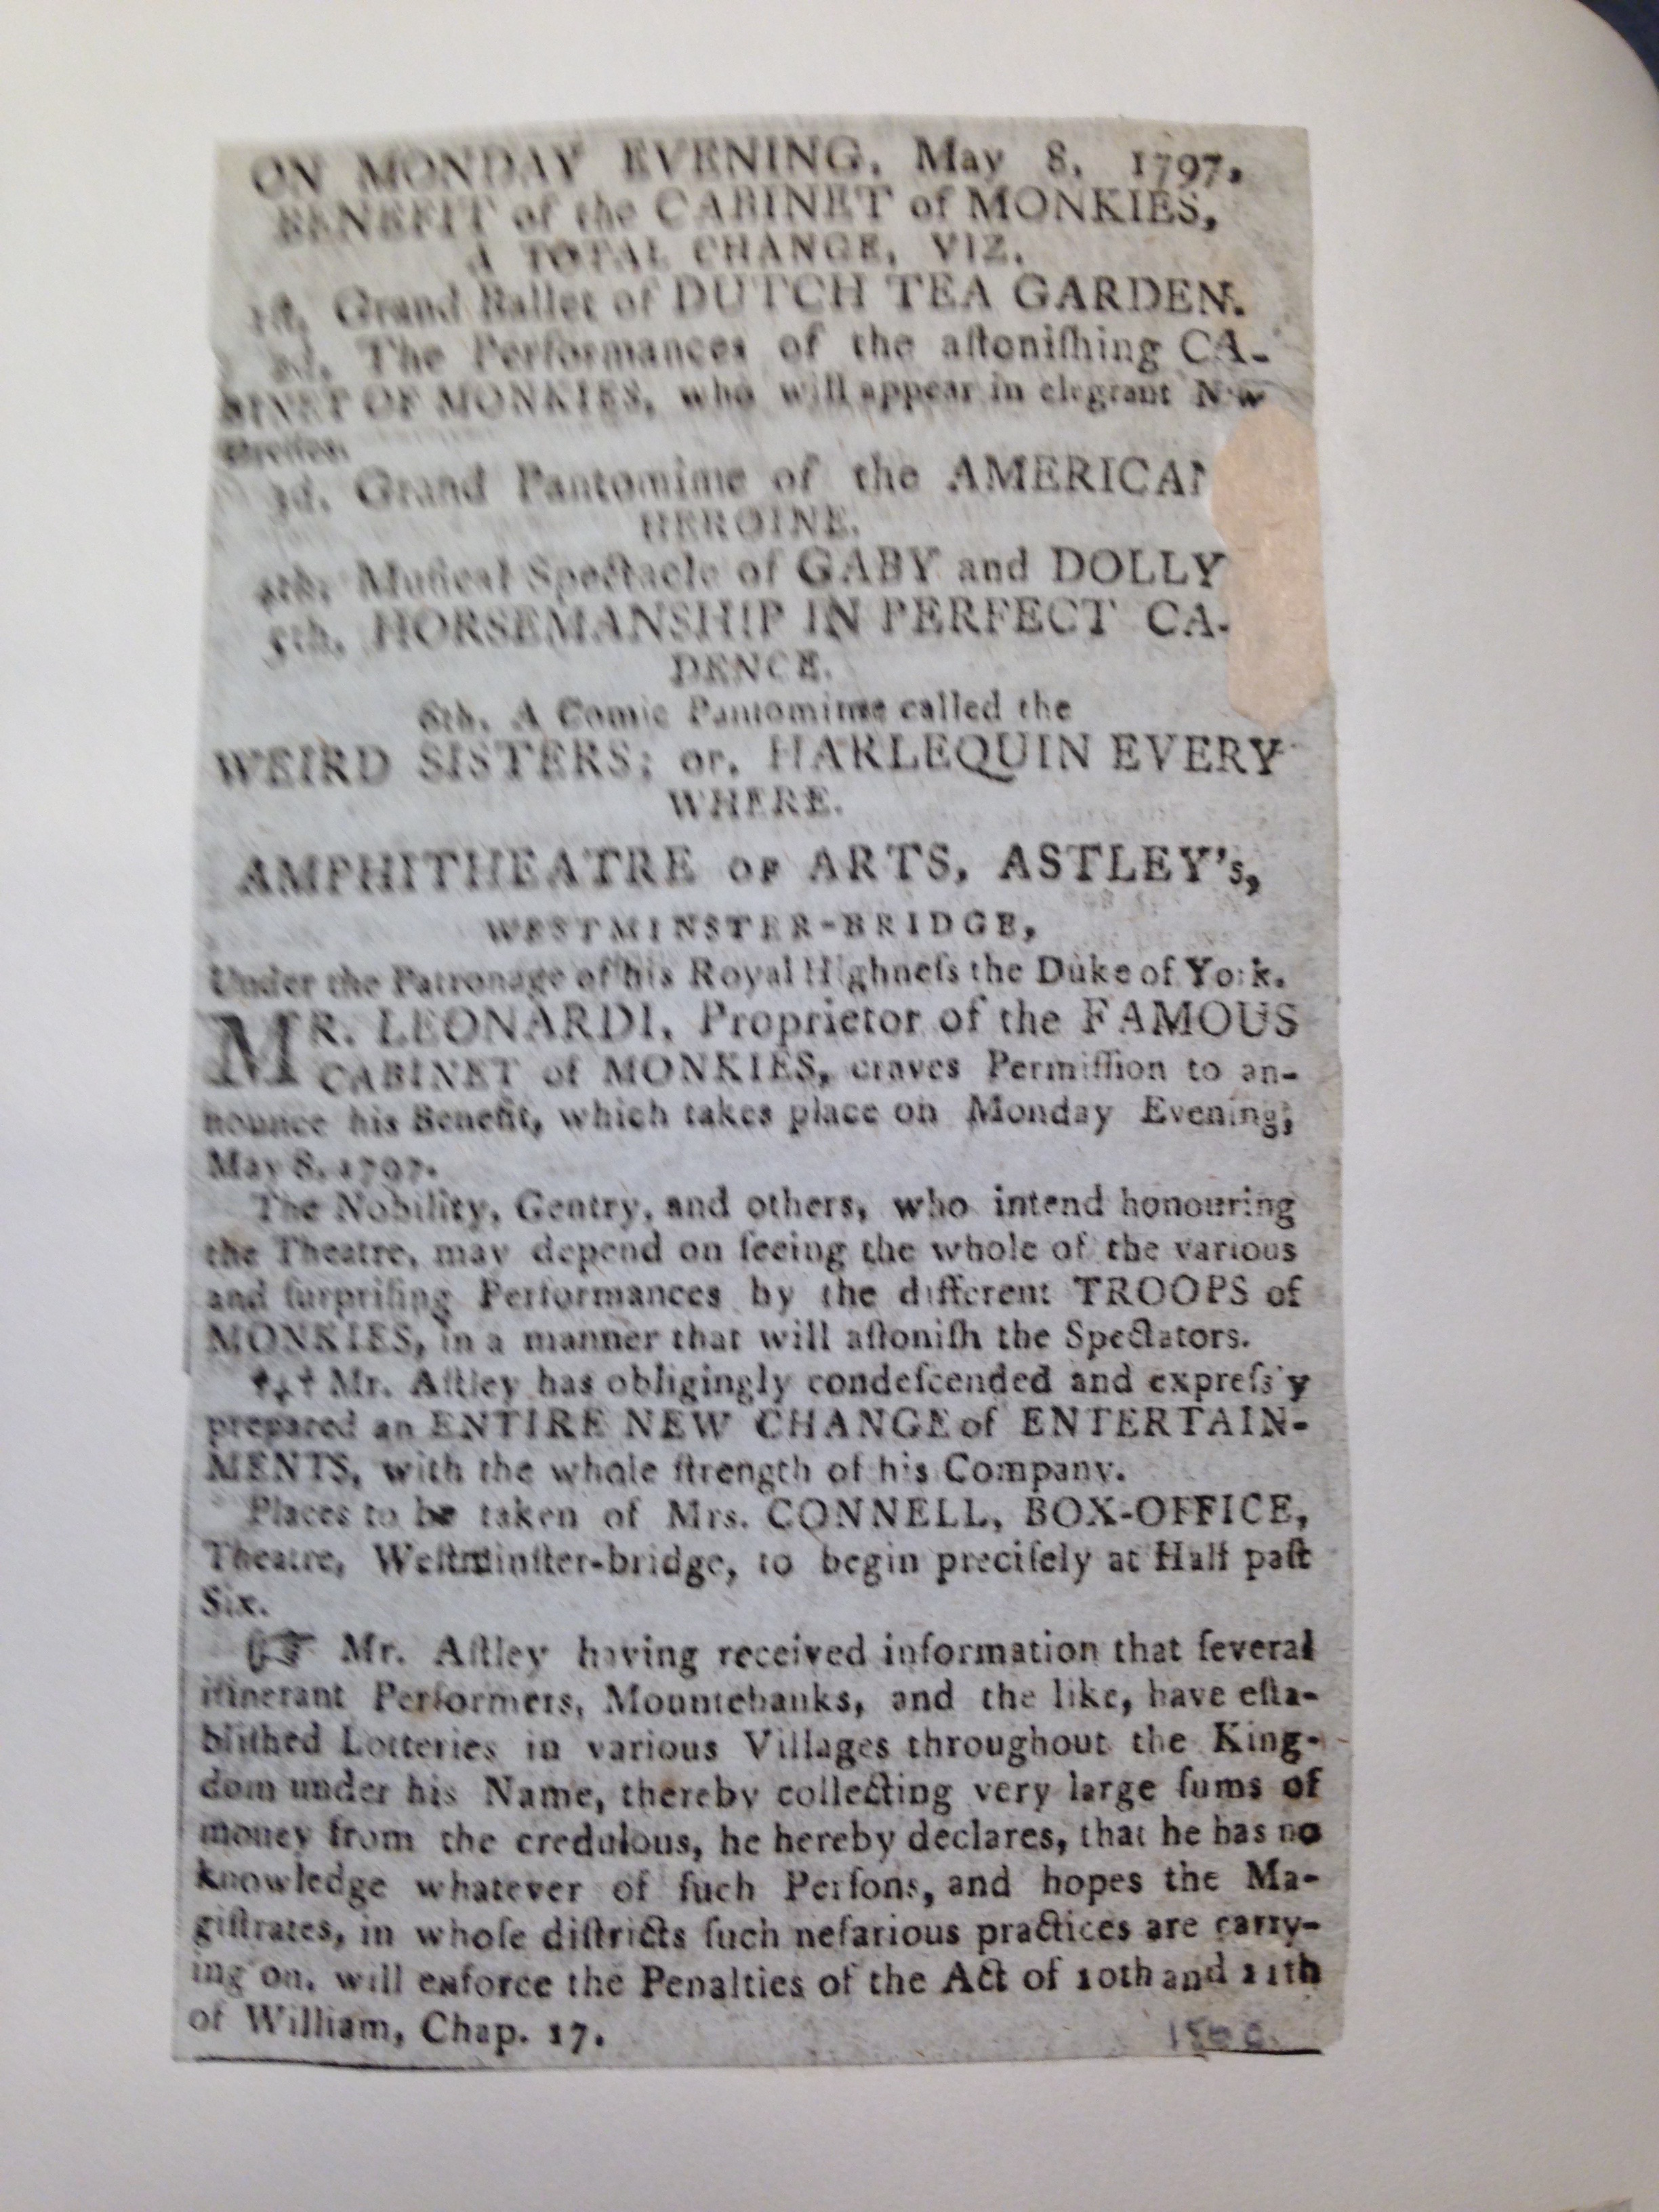 ON MONDAY EVENING, May 8, 1797,
BENEFIT of the CABINET of MONKIES,
A TOTAL CHANGE, VIZ.
1ſt. Grand Ballet of DUTCH TEA GARDEN.
2d. The Performances of the aſtoniſhing CA-
BINET OF MONKIES, who will appear in elegrant New
Dreſſes.
3d. Grand Pantomime of the AMERICAN
HEROINE.
4th. Muſical Spectacle of GABY and DOLLY
5th. HORSEMANSHIP IN PERFECT CA-
DENCE.
6th. A Comic Pantomime called the
WEIRD SISTERS; or, HARLEQUIN EVERY
WHERE.
AMPHITHEATRE OF ARTS, ASTLEY's,
WESTMINSTER-BRIDGE,
Under the Patronage of his Royal Highneſs the Duke of York.
MR. LEONARDI, Proprietor of the FAMOUS
CABINET of MONKIES, craves Permiſſion to an-
nounce his Benefit, which takes place on Monday Evening,
May 8, 1797.
The Nobility, Gentry, and others, who intend honouring
the Theatre, may depend on ſeeing the whole of the various
and ſurpriſing Performances by the different TROOPS of
MONKIES, in a manner that will aſtoniſh the Spectators.
†‡† Mr. Aſtley has obligingly condeſcended and expreſsly
prepared an ENTIRE NEW CHANGE of ENTERTAIN-
MENTS, with the whole ſtrength of his Company.
Places to be taken of Mrs. CONNELL, BOX-OFFICE,
Theatre, Weſtminſter-bridge, to begin preciſely at Half paſt
Six.
☞ Mr. Aſtley having received information that ſeveral
itinerant Performers, Mountebanks, and the like, have eſta-
bliſhed Lotteries in various Villages throughout the King-
dom under his Name, thereby collecting very large ſums of
money from the credulous, he hereby declares, that he has no
knowledge whatever of ſuch Perſons, and hopes the Ma-
giſtrates, in whoſe diſtricts ſuch nefarious practices are carry-
ing on, will enforce the Penalties of the Act of 10th and 11th
of William, Chap. 17.